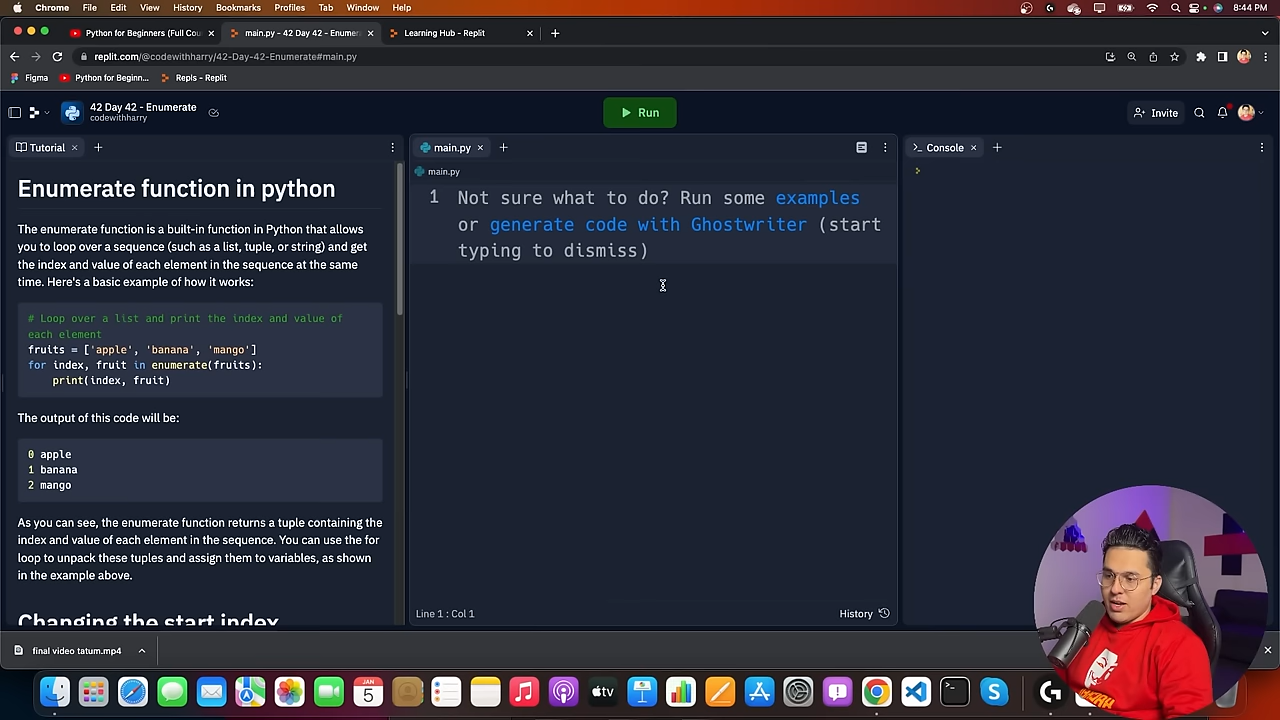 Chrome File Edit View History Bookmarks Profiles Tab Window Help 8:44 PM
Python for Beginners (Full Cou
main.py - 42 Day 42 - Enumer
Learning Hub - Replit
replit.com/@codewithharry/42-Day-42-Enumerate#main.py
Figma Python for Beginn... Repls - Replit
42 Day 42 - Enumerate
codewithharry
Run
Invite
Tutorial
Enumerate function in python
The enumerate function is a built-in function in Python that allows
you to loop over a sequence (such as a list, tuple, or string) and get
the index and value of each element in the sequence at the same
time. Here's a basic example of how it works:
# Loop over a list and print the index and value of
each element
fruits = ['apple', 'banana', 'mango']
for index, fruit in enumerate(fruits):
    print(index, fruit)
The output of this code will be:
0 apple
1 banana
2 mango
As you can see, the enumerate function returns a tuple containing the
index and value of each element in the sequence. You can use the for
loop to unpack these tuples and assign them to variables, as shown
in the example above.
Changing the start index
main.py
main.py
1 Not sure what to do? Run some examples
or generate code with Ghostwriter (start
typing to dismiss)
Line 1 : Col 1
History
Console
final video tatum.mp4
JAN
5
tv